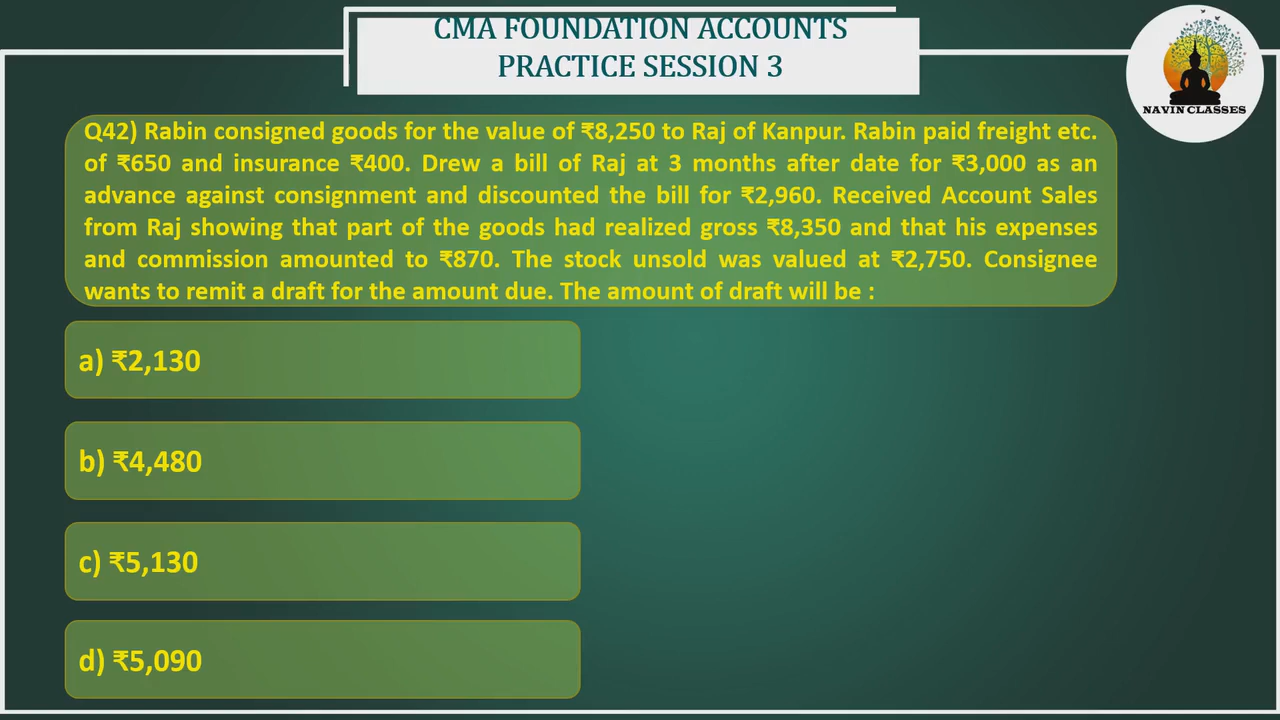 CMA FOUNDATION ACCOUNTS
PRACTICE SESSION 3
NAVIN CLASSES
Q42) Rabin consigned goods for the value of ₹8,250 to Raj of Kanpur. Rabin paid freight etc.
of ₹650 and insurance ₹400. Drew a bill of Raj at 3 months after date for ₹3,000 as an
advance against consignment and discounted the bill for ₹2,960. Received Account Sales
from Raj showing that part of the goods had realized gross ₹8,350 and that his expenses
and commission amounted to ₹870. The stock unsold was valued at ₹2,750. Consignee
wants to remit a draft for the amount due. The amount of draft will be :
a) ₹2,130
b) ₹4,480
c) ₹5,130
d) ₹5,090